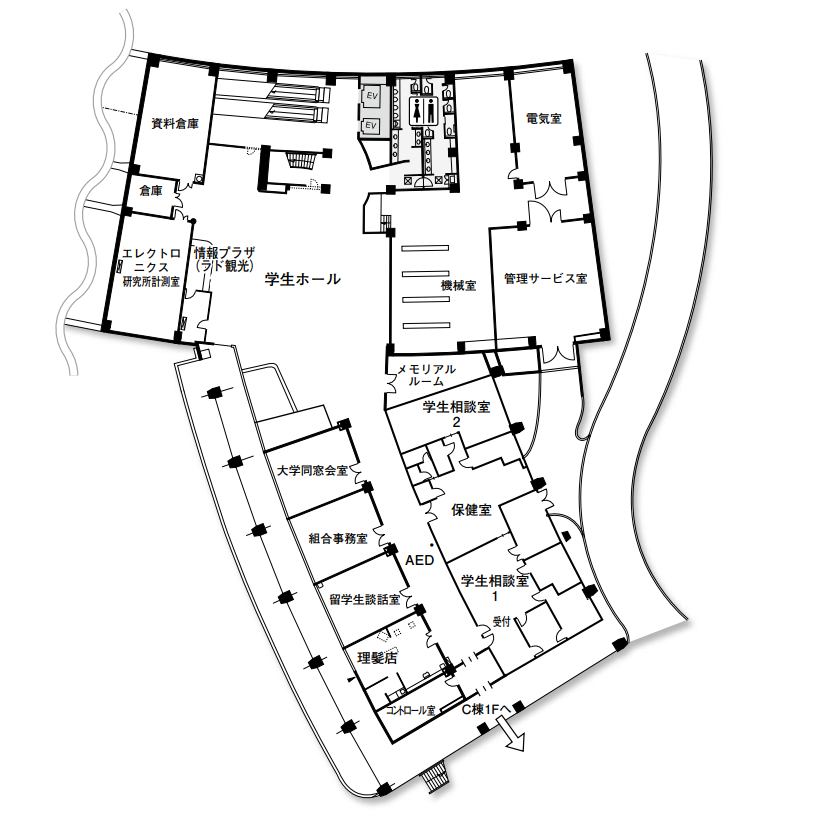 EV
EV
資料倉庫
電気室
倉庫
エレクトロ
ニクス
研究所計測室
情報プラザ
(ラド観光)
学生ホール
機械室
管理サービス室
メモリアル
ルーム
学生相談室
2
大学同窓会室
保健室
組合事務室
AED
学生相談室
1
留学生談話室
受付
理髪店
コントロール室
C棟1Fへ